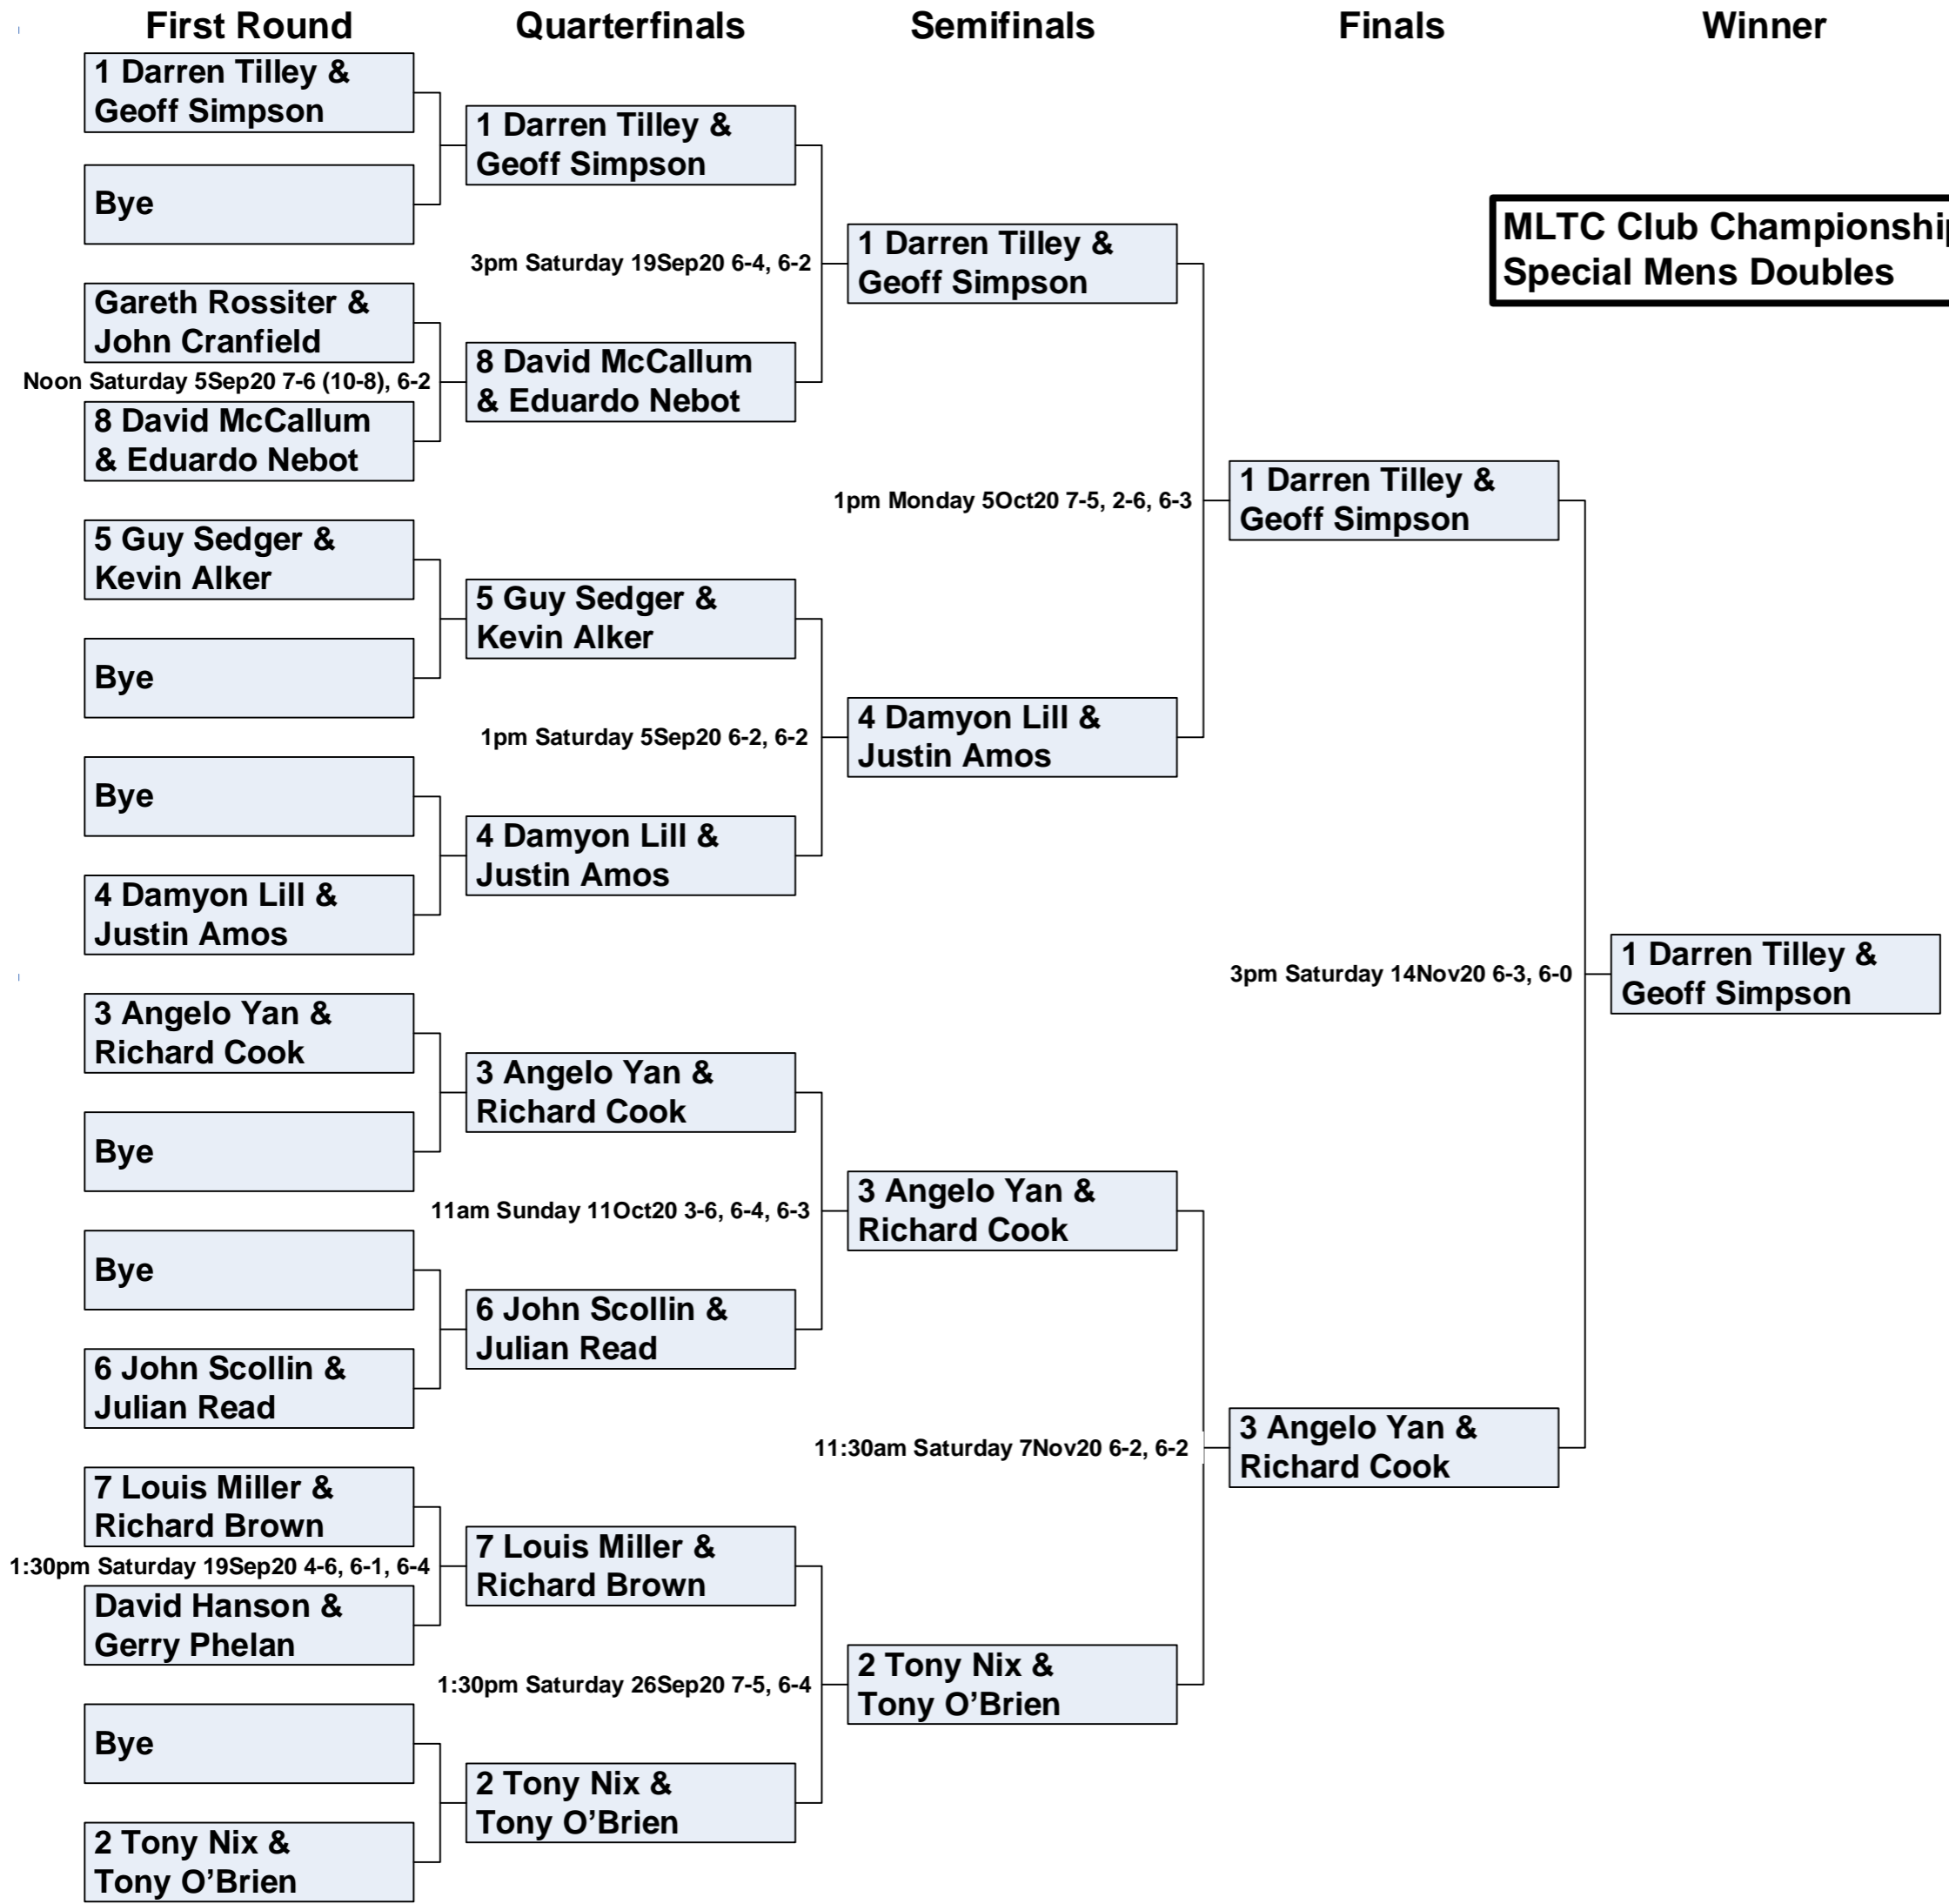 First Round
Quarterfinals
Semifinals
Finals
Winner
1 Darren Tilley &
Geoff Simpson
Bye
Gareth Rossiter &
John Cranfield
Noon Saturday 5Sep20 7-6 (10-8), 6-2
8 David McCallum
& Eduardo Nebot
5 Guy Sedger &
Kevin Alker
Bye
Bye
4 Damyon Lill &
Justin Amos
3 Angelo Yan &
Richard Cook
Bye
Bye
6 John Scollin &
Julian Read
7 Louis Miller &
Richard Brown
1:30pm Saturday 19Sep20 4-6, 6-1, 6-4
David Hanson &
Gerry Phelan
Bye
2 Tony Nix &
Tony O’Brien
1 Darren Tilley &
Geoff Simpson
3pm Saturday 19Sep20 6-4, 6-2
8 David McCallum
& Eduardo Nebot
5 Guy Sedger &
Kevin Alker
1pm Saturday 5Sep20 6-2, 6-2
4 Damyon Lill &
Justin Amos
3 Angelo Yan &
Richard Cook
11am Sunday 11Oct20 3-6, 6-4, 6-3
6 John Scollin &
Julian Read
7 Louis Miller &
Richard Brown
1:30pm Saturday 26Sep20 7-5, 6-4
2 Tony Nix &
Tony O’Brien
1 Darren Tilley &
Geoff Simpson
1pm Monday 5Oct20 7-5, 2-6, 6-3
4 Damyon Lill &
Justin Amos
3 Angelo Yan &
Richard Cook
11:30am Saturday 7Nov20 6-2, 6-2
2 Tony Nix &
Tony O’Brien
1 Darren Tilley &
Geoff Simpson
3pm Saturday 14Nov20 6-3, 6-0
3 Angelo Yan &
Richard Cook
MLTC Club Championship
Special Mens Doubles
1 Darren Tilley &
Geoff Simpson